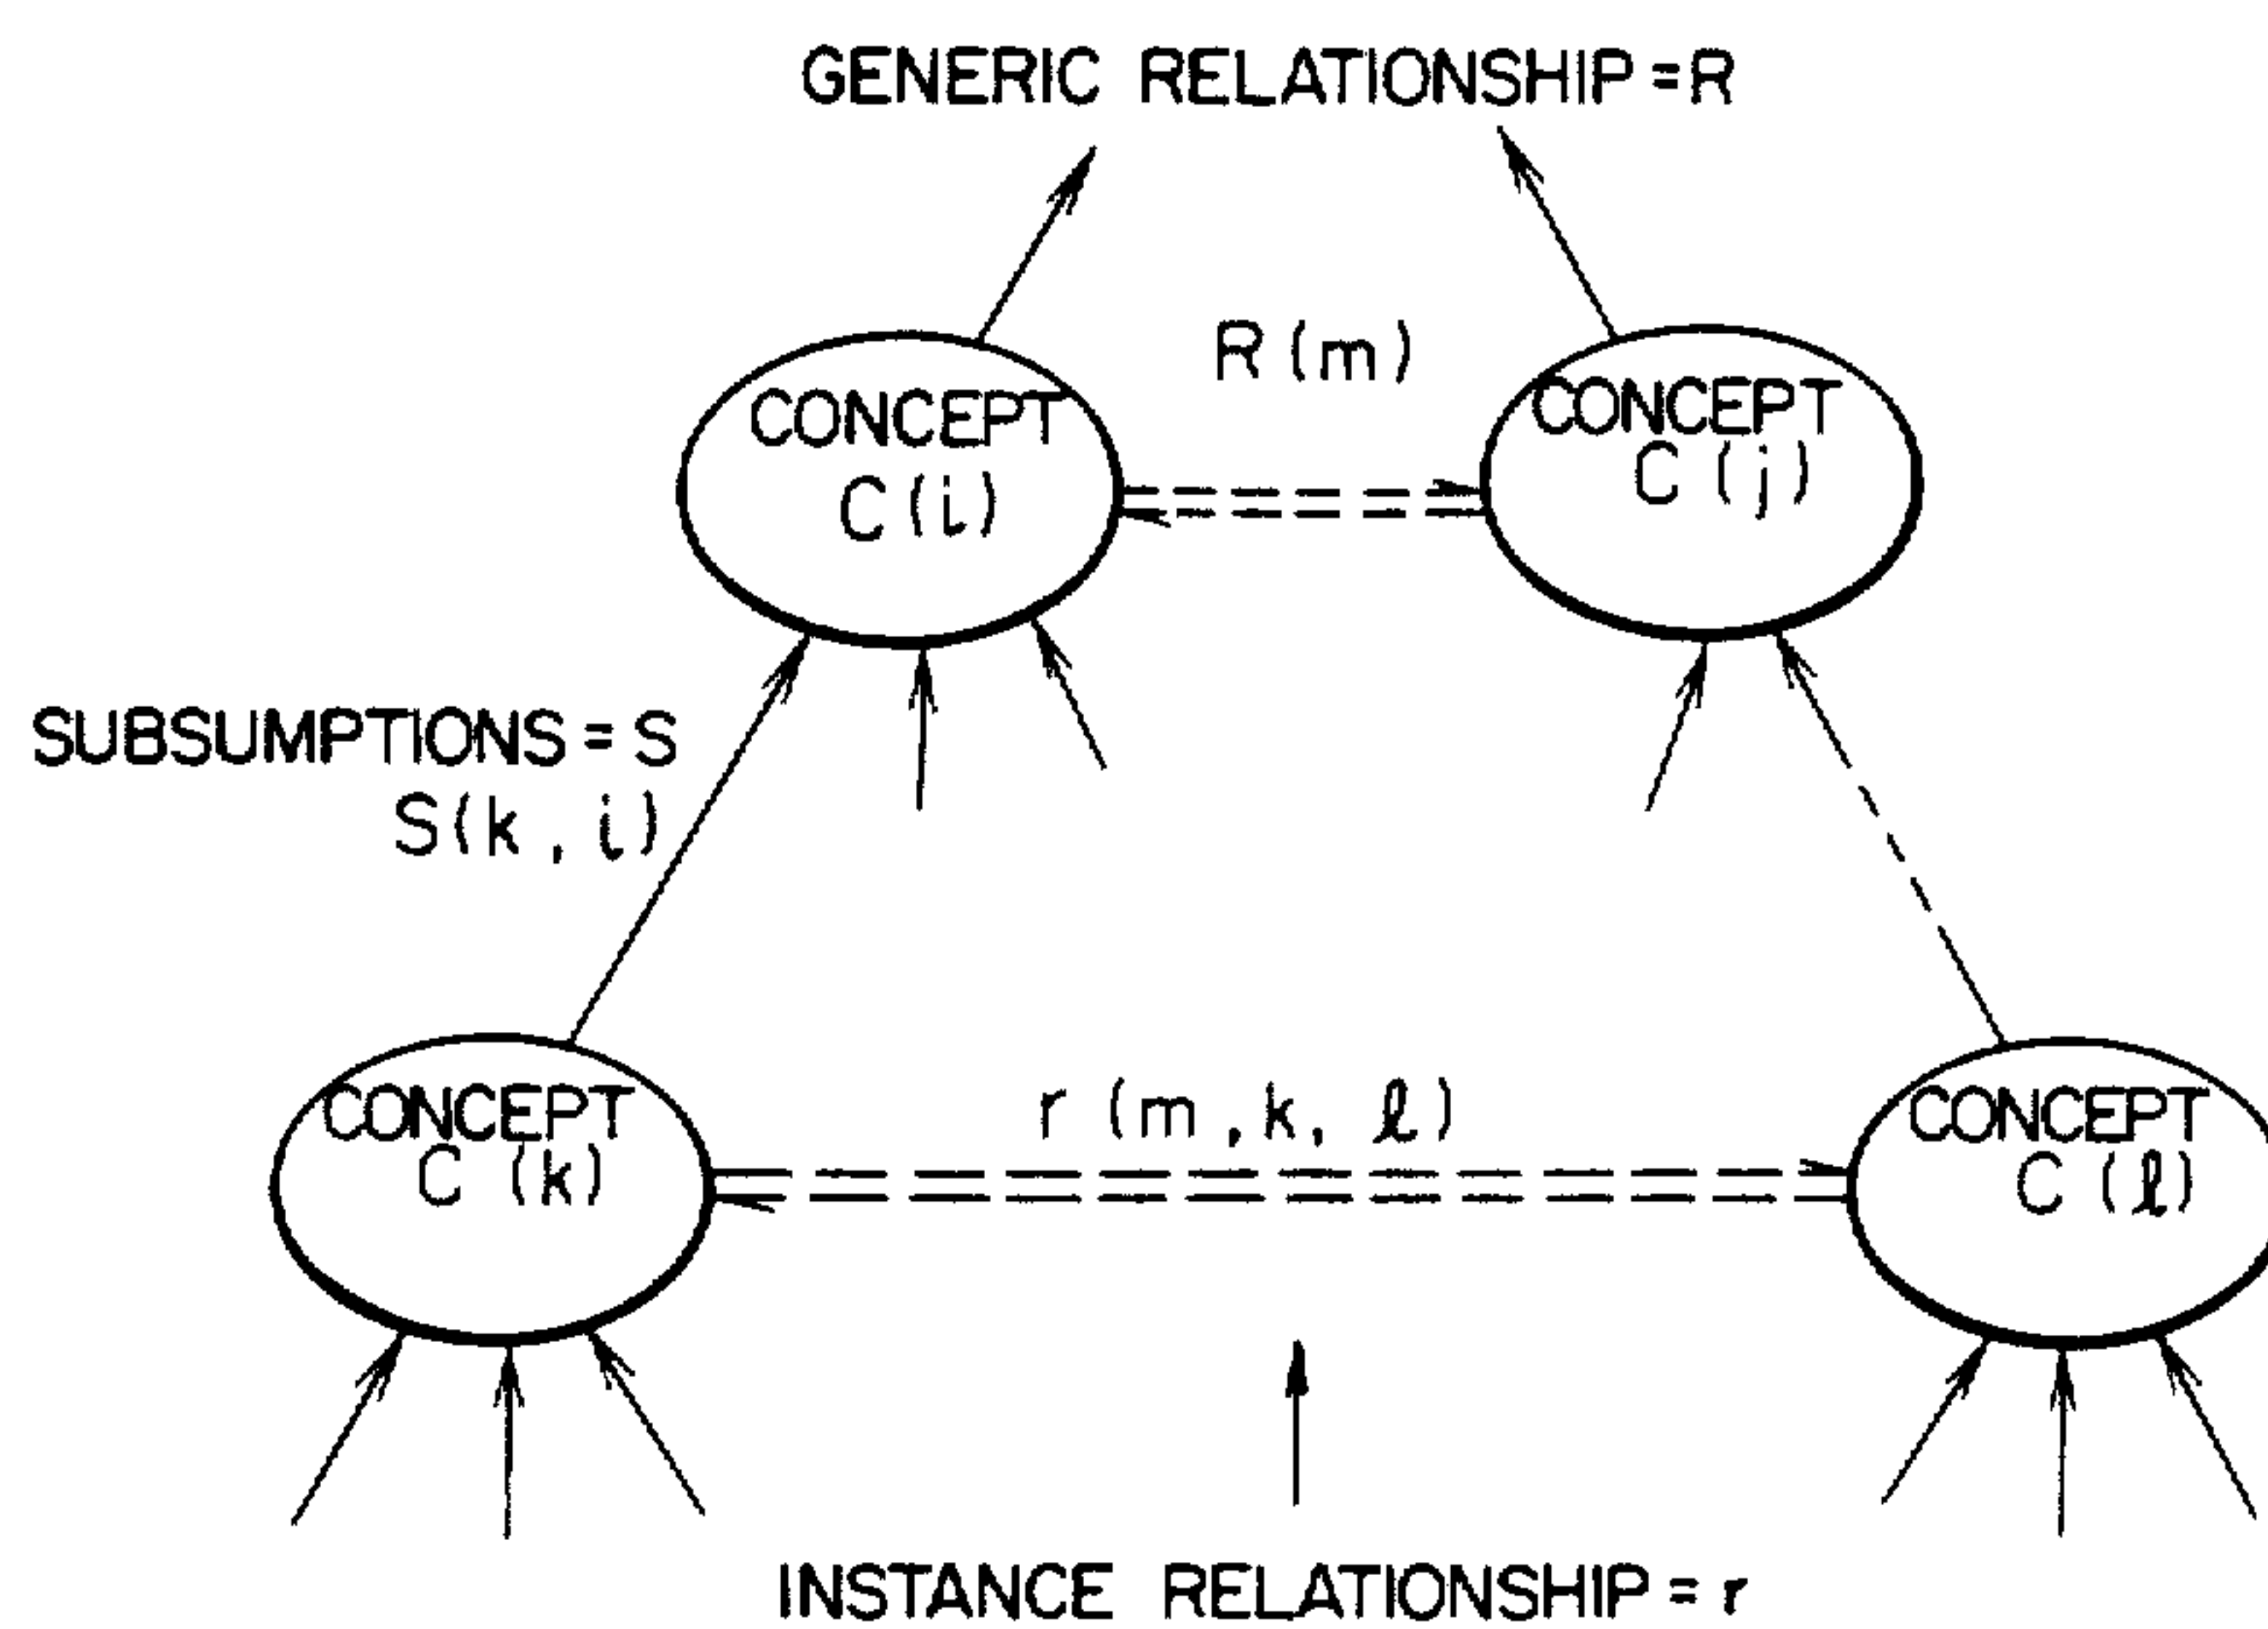 GENERIC RELATIONSHIP = R
R (m)
CONCEPT
C (i)
CONCEPT
C (j)
SUBSUMPTIONS = S
S(k, i)
CONCEPT
C (k)
r (m, k, ℓ)
CONCEPT
C (ℓ)
INSTANCE RELATIONSHIP = r